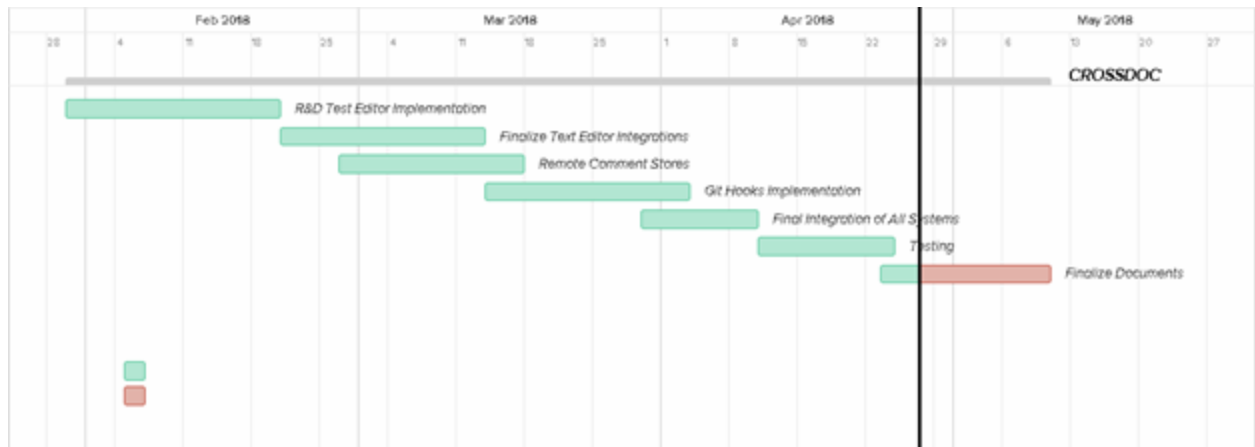 Feb 2018 Mar 2018 Apr 2018 May 2018
28 4 11 18 25 4 11 18 25 1 8 15 22 29 6 13 20 27
CROSSDOC
R&D Test Editor Implementation
Finalize Text Editor Integrations
Remote Comment Stores
Git Hooks Implementation
Final Integration of All Systems
Testing
Finalize Documents